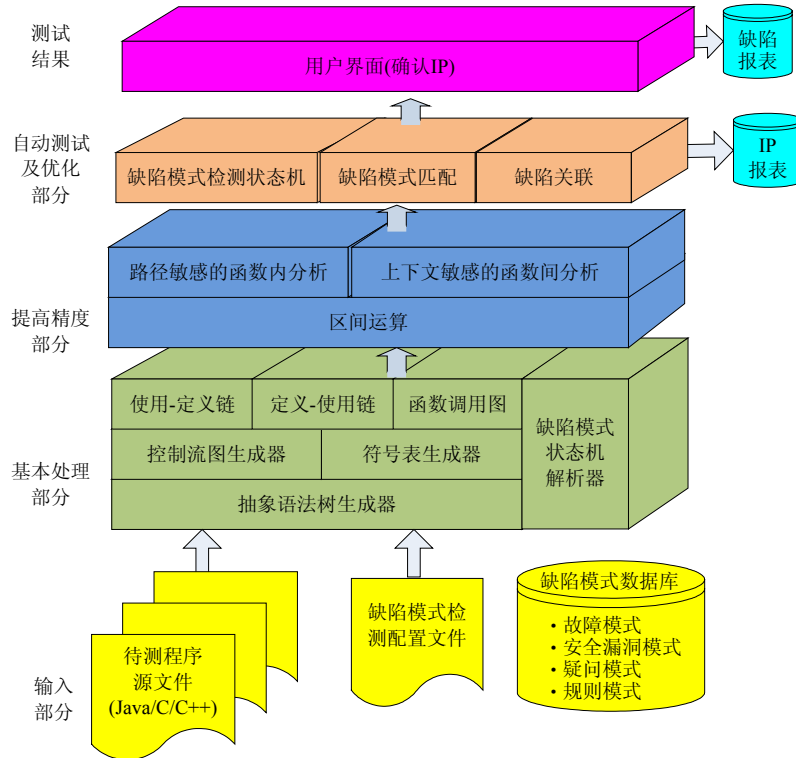 测试
结果
用户界面(确认IP)
缺陷
报表
自动测试
及优化
部分
缺陷模式检测状态机
缺陷模式匹配
缺陷关联
IP
报表
路径敏感的函数内分析
上下文敏感的函数间分析
提高精度
部分
区间运算
使用-定义链
定义-使用链
函数调用图
缺陷模式
状态机
解析器
控制流图生成器
符号表生成器
基本处理
部分
抽象语法树生成器
输入
部分
待测程序
源文件
(Java/C/C++)
缺陷模式检
测配置文件
缺陷模式数据库
·故障模式
·安全漏洞模式
·疑问模式
·规则模式